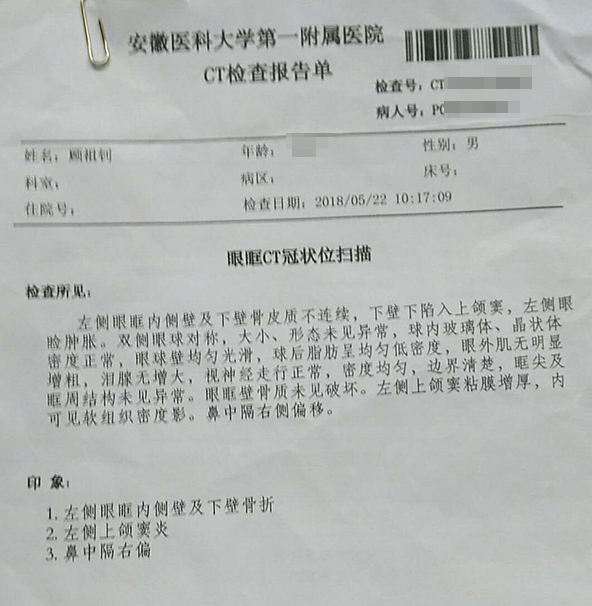 安徽医科大学第一附属医院
CT检查报告单
检查号：CT
病人号：P0
姓名：顾祖钊 年龄： 性别：男
科室： 病区： 床号：
住院号： 检查日期：2018/05/22 10:17:09
眼眶CT冠状位扫描
检查所见：
左侧眼眶内侧壁及下壁骨皮质不连续，下壁下陷入上颌窦，左侧眼
睑肿胀。双侧眼球对称，大小、形态未见异常，球内玻璃体、晶状体
密度正常，眼球壁均匀光滑，球后脂肪呈均匀低密度，眼外肌无明显
增粗，泪腺无增大，视神经走行正常，密度均匀，边界清楚，眶尖及
眶周结构未见异常。眼眶壁骨质未见破坏。左侧上颌窦粘膜增厚，内
可见软组织密度影。鼻中隔右侧偏移。
印 象：
1.左侧眼眶内侧壁及下壁骨折
2.左侧上颌窦炎
3.鼻中隔右偏